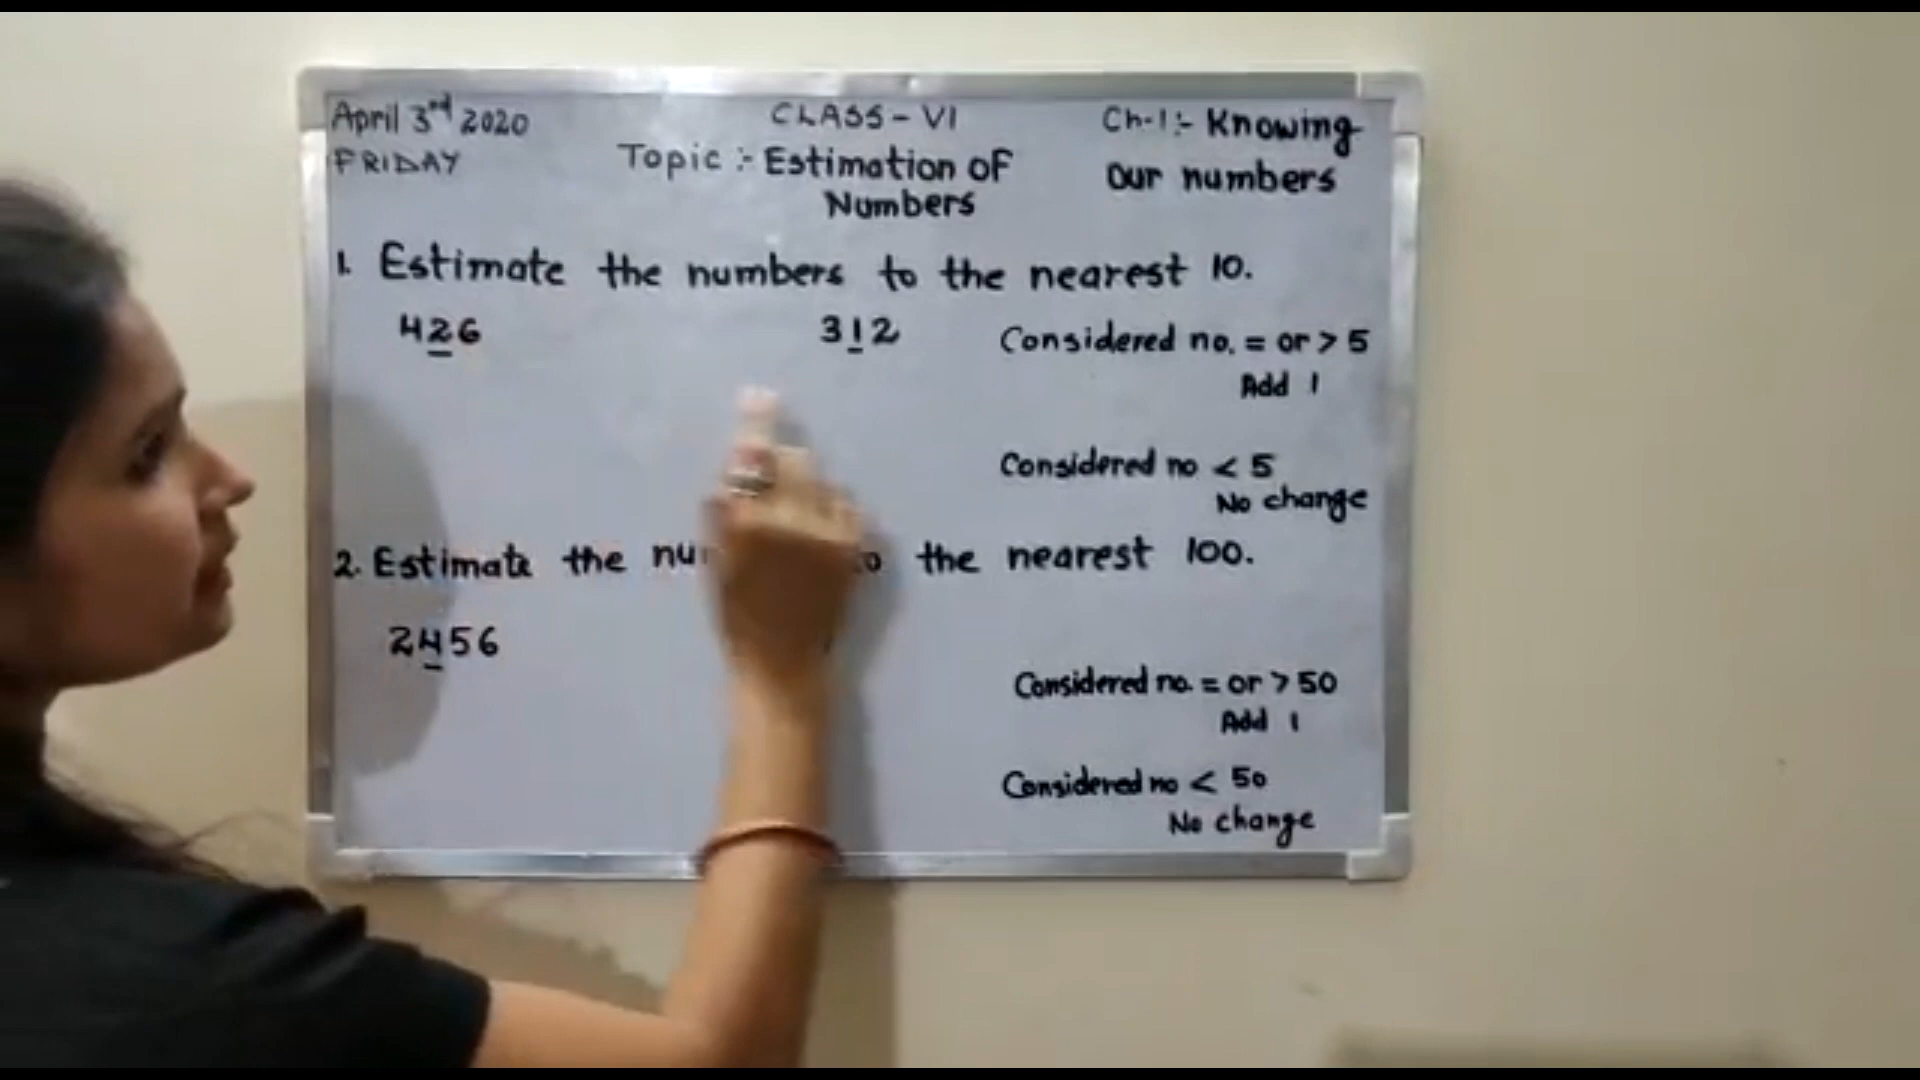 April 3rd 2020
FRIDAY
CLASS-VI
Topic :- Estimation of
Numbers
Ch-1:- Knowing
Our numbers
1. Estimate the numbers to the nearest 10.
426
312
Considered no. = or > 5
Add 1
Considered no < 5
No change
2. Estimate the the nearest 100.
2456
Considered no. = or > 50
Add 1
Considered no < 50
No change